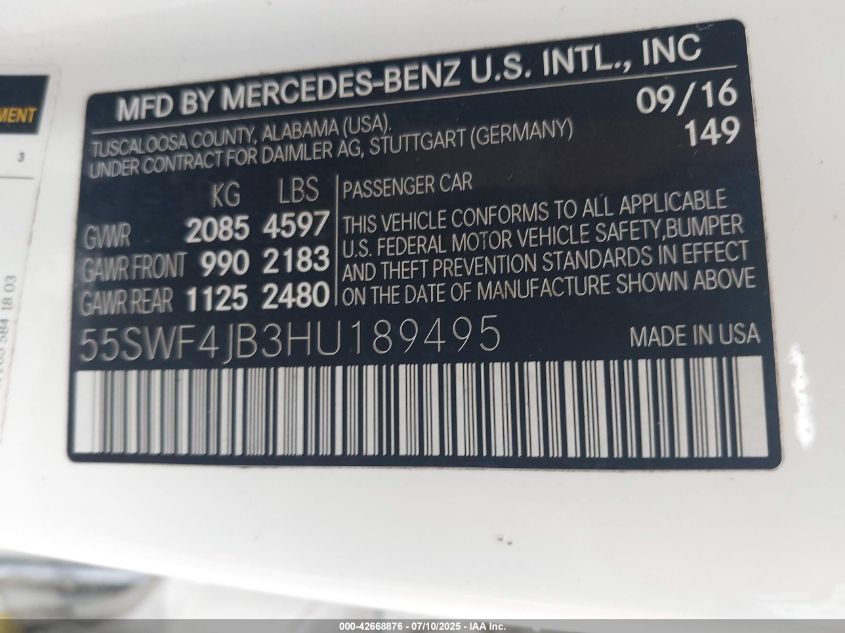 MENT
3
584 18 03
MFD BY MERCEDES-BENZ U.S. INTL., INC
TUSCALOOSA COUNTY, ALABAMA (USA).
UNDER CONTRACT FOR DAIMLER AG, STUTTGART (GERMANY)
09/16
149
KG LBS
GVWR 2085 4597
GAWR FRONT 990 2183
GAWR REAR 1125 2480
PASSENGER CAR
THIS VEHICLE CONFORMS TO ALL APPLICABLE
U.S. FEDERAL MOTOR VEHICLE SAFETY,BUMPER
AND THEFT PREVENTION STANDARDS IN EFFECT
ON THE DATE OF MANUFACTURE SHOWN ABOVE
55SWF4JB3HU189495 MADE IN USA
000-42668876 - 07/10/2025 - IAA Inc.